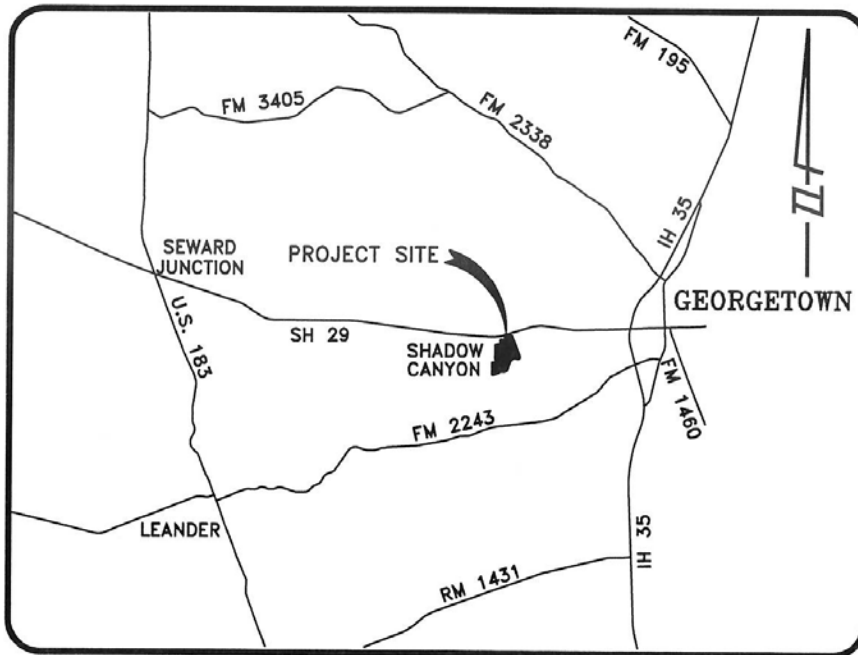 FM 195
FM 3405
FM 2338
IH 35
SEWARD
JUNCTION
PROJECT SITE
GEORGETOWN
U.S. 183
SH 29
SHADOW
CANYON
FM 1460
FM 2243
LEANDER
IH 35
RM 1431